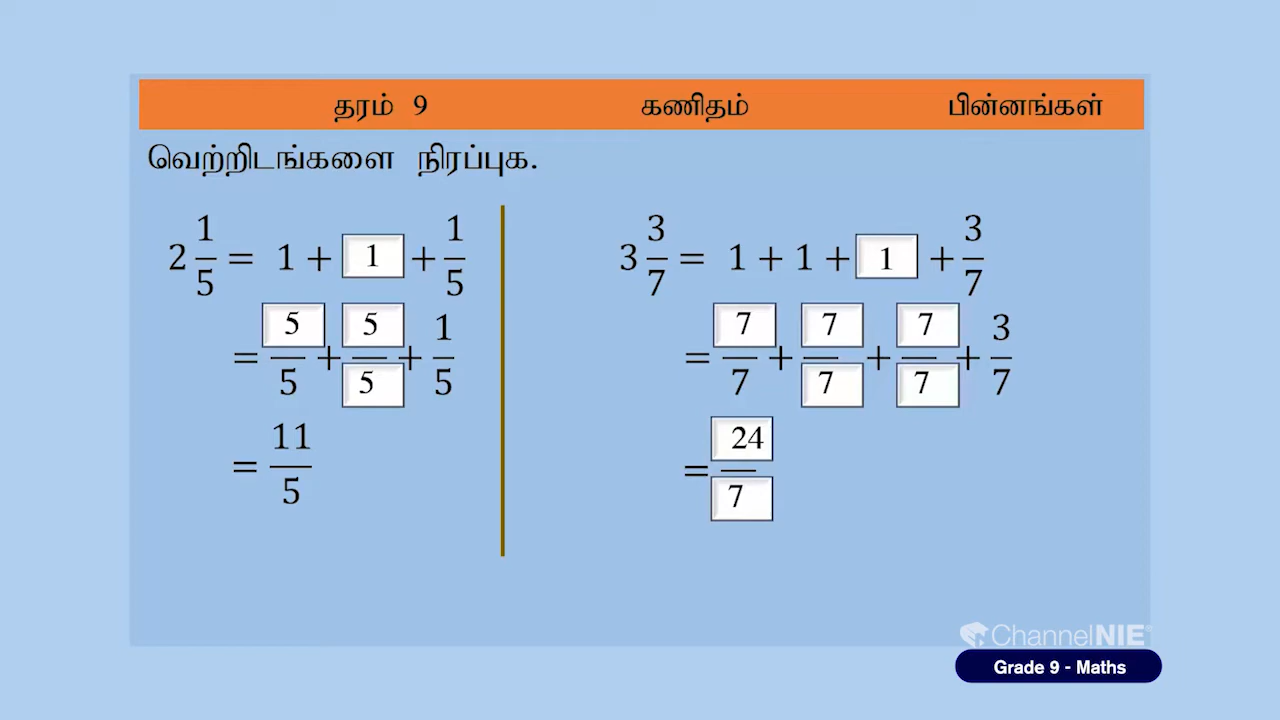 தரம் 9 கணிதம் பின்னங்கள்
வெற்றிடங்களை நிரப்புக.
2 1/5 = 1 + 1 + 1/5
= 5/5 + 5/5 + 1/5
= 11/5
3 3/7 = 1 + 1 + 1 + 3/7
= 7/7 + 7/7 + 7/7 + 3/7
= 24/7
ChannelNIE
Grade 9 - Maths